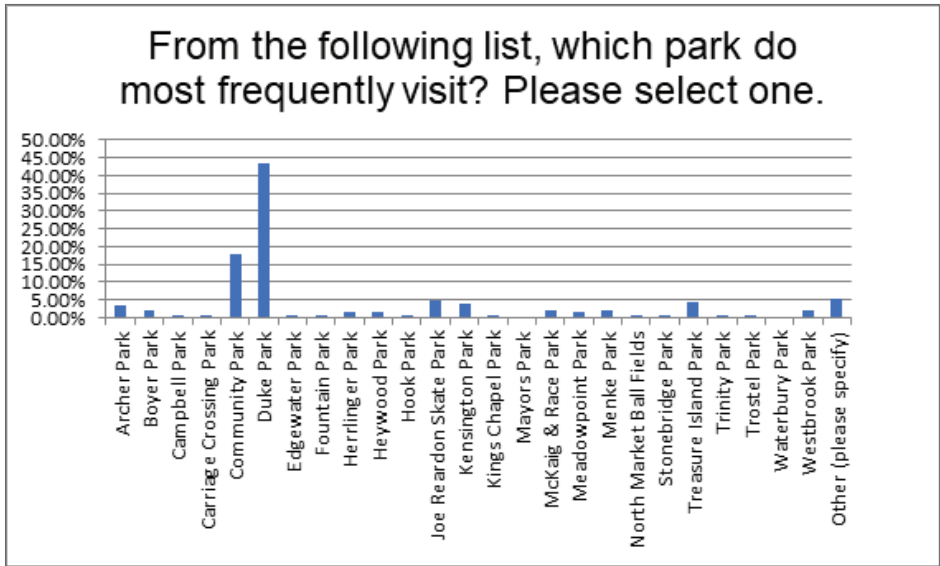 From the following list, which park do
most frequently visit? Please select one.
50.00%
45.00%
40.00%
35.00%
30.00%
25.00%
20.00%
15.00%
10.00%
5.00%
0.00%
Archer Park
Boyer Park
Campbell Park
Carriage Crossing Park
Community Park
Duke Park
Edgewater Park
Fountain Park
Herrlinger Park
Heywood Park
Hook Park
Joe Reardon Skate Park
Kensington Park
Kings Chapel Park
Mayors Park
McKaig & Race Park
Meadowpoint Park
Menke Park
North Market Ball Fields
Stonebridge Park
Treasure Island Park
Trinity Park
Trostel Park
Waterbury Park
Westbrook Park
Other (please specify)